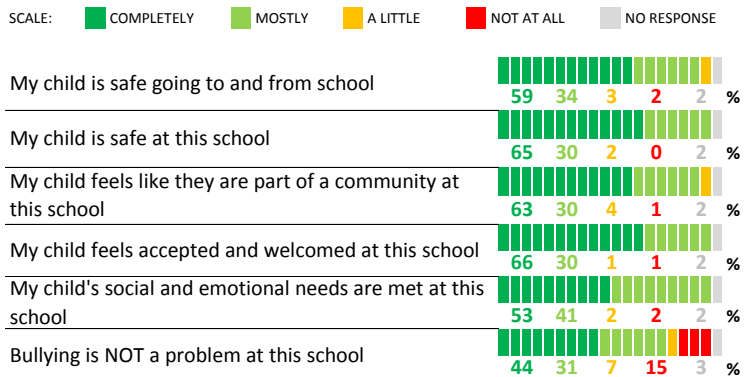 SCALE: COMPLETELY MOSTLY A LITTLE NOT AT ALL NO RESPONSE
My child is safe going to and from school
59 34 3 2 2 %
My child is safe at this school
65 30 2 0 2 %
My child feels like they are part of a community at
this school
63 30 4 1 2 %
My child feels accepted and welcomed at this school
66 30 1 1 2 %
My child's social and emotional needs are met at this
school
53 41 2 2 2 %
Bullying is NOT a problem at this school
44 31 7 15 3 %